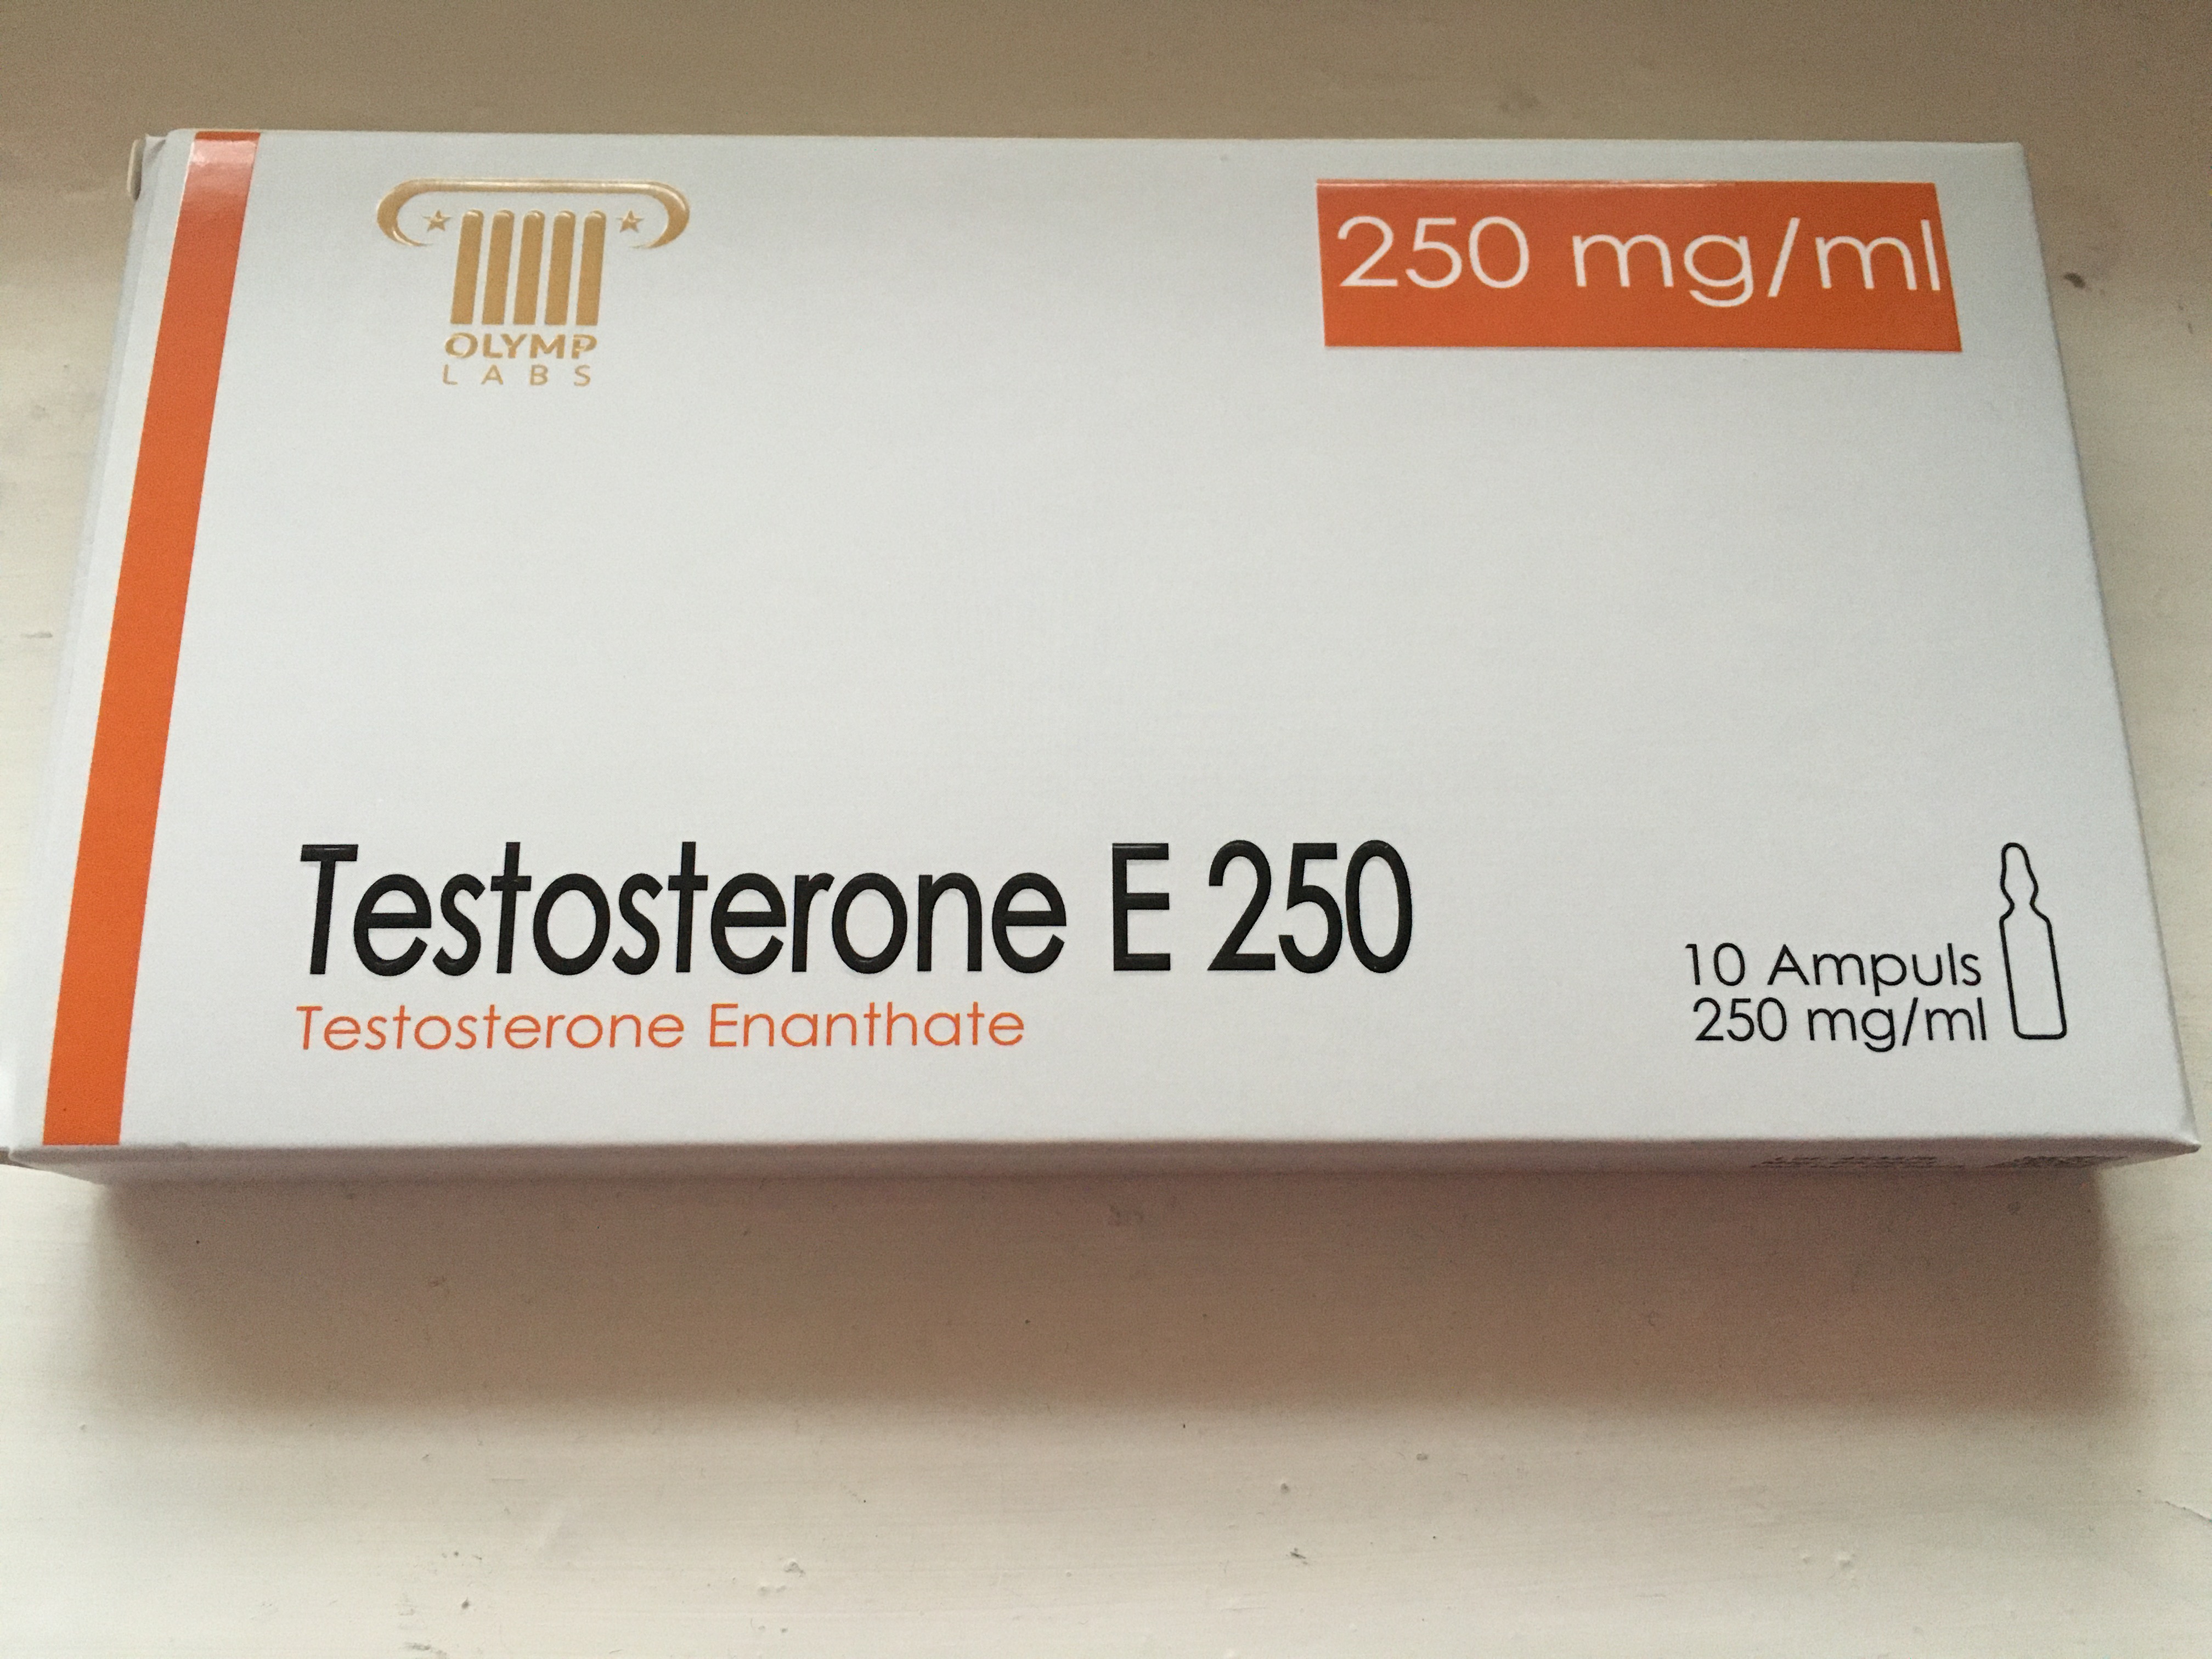 OLYMP
LABS
250 mg/ml
Testosterone E 250
Testosterone Enanthate
10 Ampuls
250 mg/ml